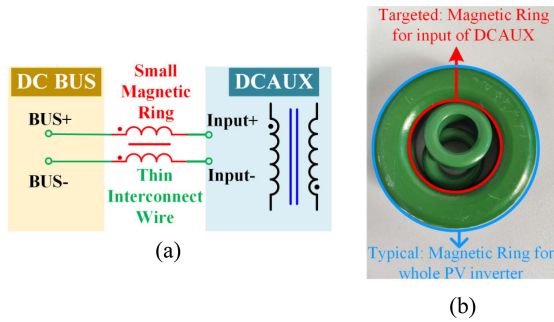 DC BUS
Small
Magnetic
Ring
DCAUX
BUS+
Input+
BUS-
Input-
Thin
Interconnect
Wire
(a)
Targeted: Magnetic Ring
for input of DCAUX
Typical: Magnetic Ring for
whole PV inverter
(b)